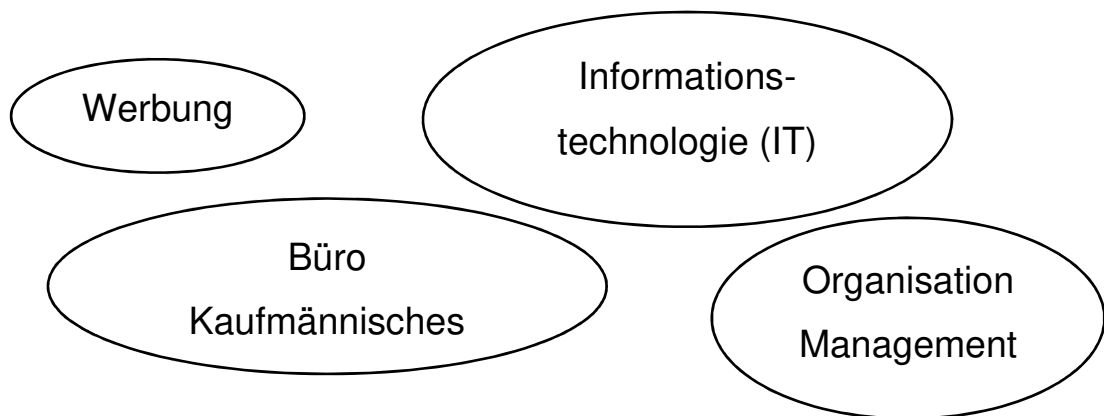 Werbung
Informations-
technologie (IT)
Büro
Kaufmännisches
Organisation
Management